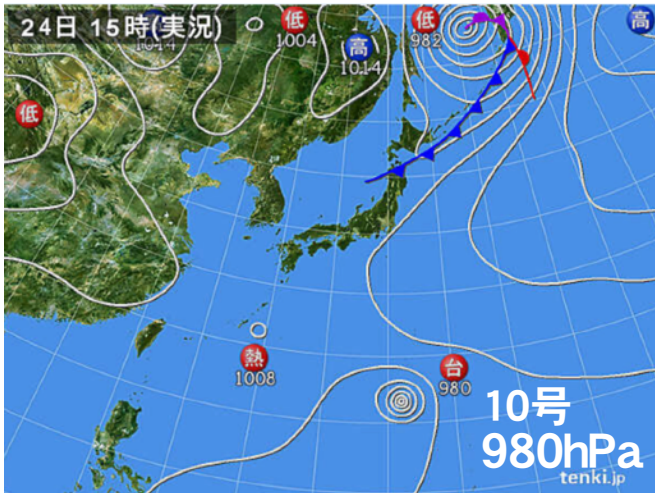 24日 15時(実況)
1014
低
1004
高
1014
低
982
高
低
熱
1008
台
980
10号
980hPa
tenki.jp